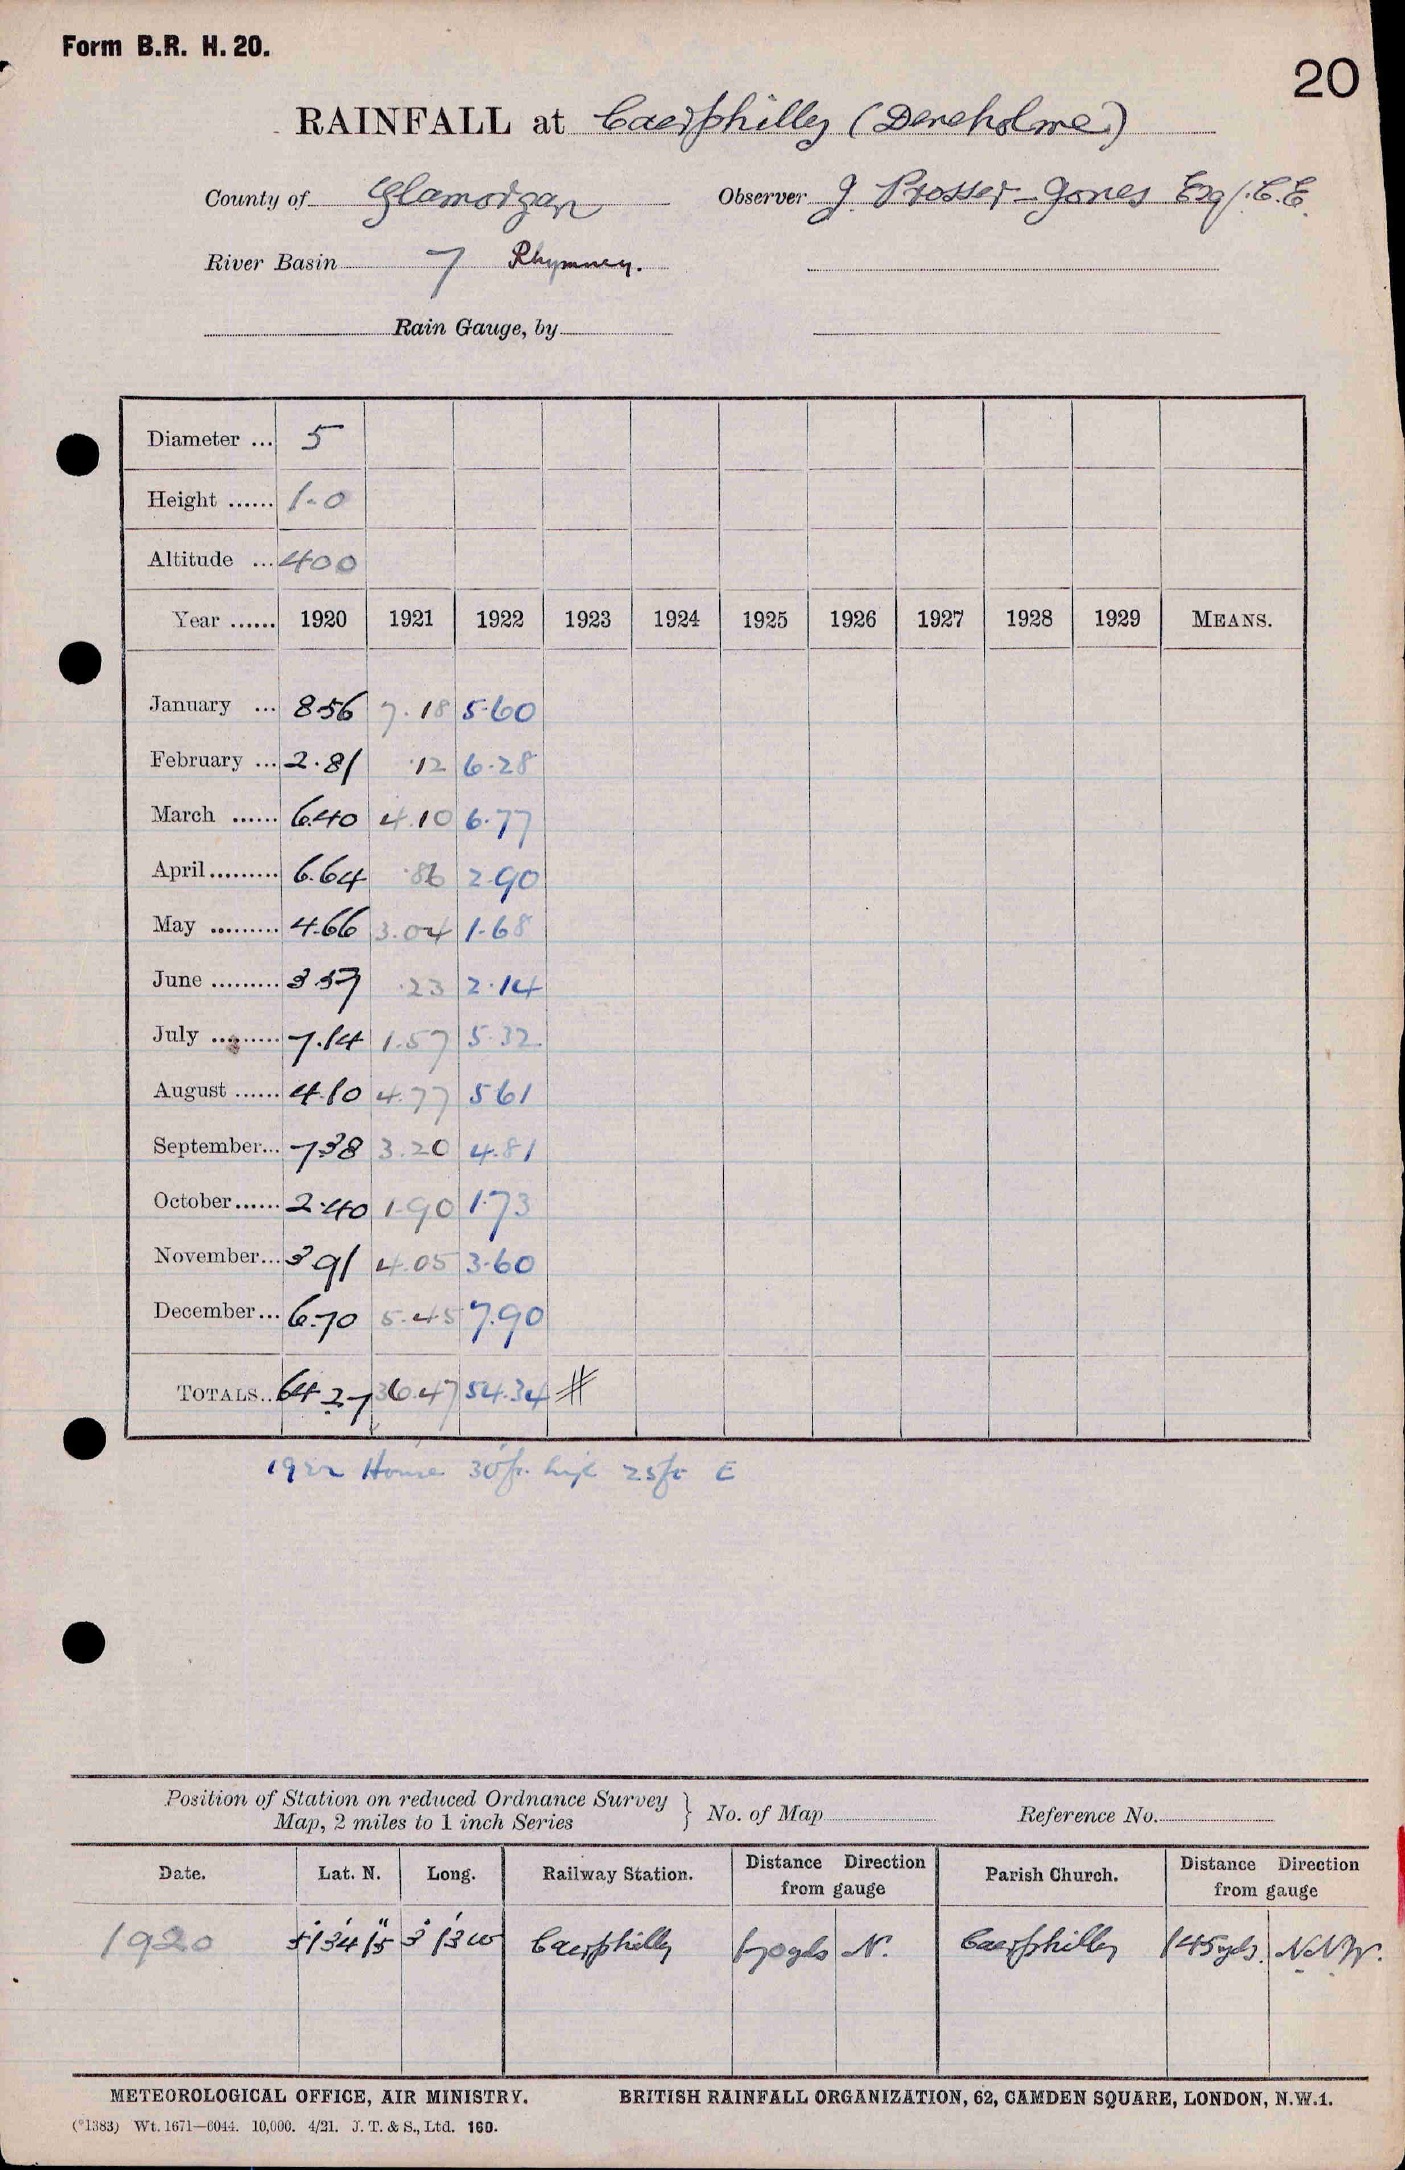 Form B.R. H. 20.
20
RAINFALL at Caerphilly (Dereholme)
County of Glamorgan Observer J. Prosser-Jones Esq/. C.E.
River Basin 7 Rhymney.
Rain Gauge, by
Diameter ... 5
Height ...... 1-0
Altitude ... 400
Year ...... 1920 1921 1922 1923 1924 1925 1926 1927 1928 1929 MEANS.
January ... 8.56 7.18 5.60
February ... 2.81 .12 6.28
March ...... 6.40 4.10 6.77
April ......... 6.64 .86 2.90
May ......... 4.66 3.04 1.68
June ......... 3.57 .23 2.14
July ......... 7.14 1.57 5.32
August ...... 4.10 4.77 5.61
September... 7.38 3.20 4.81
October ...... 2.40 1.90 1.73
November... 3.91 4.05 3.60
December ... 6.70 5.45 7.90
TOTALS.. 64.27 36.47 54.34 #
1922 House 30ft. high 25ft E
Position of Station on reduced Ordnance Survey
Map, 2 miles to 1 inch Series } No. of Map Reference No.
Date. Lat. N. Long. Railway Station. Distance Direction from gauge Parish Church. Distance Direction from gauge
1920 51° 34' 15" 3° 13' Caerphilly 170yds N. Caerphilly 145yds. N.N.W.
METEOROLOGICAL OFFICE, AIR MINISTRY. BRITISH RAINFALL ORGANIZATION, 62, CAMDEN SQUARE, LONDON, N.W.1.
(*1383) Wt. 1671—6044. 10,000. 4/21. J. T. & S., Ltd. 160.